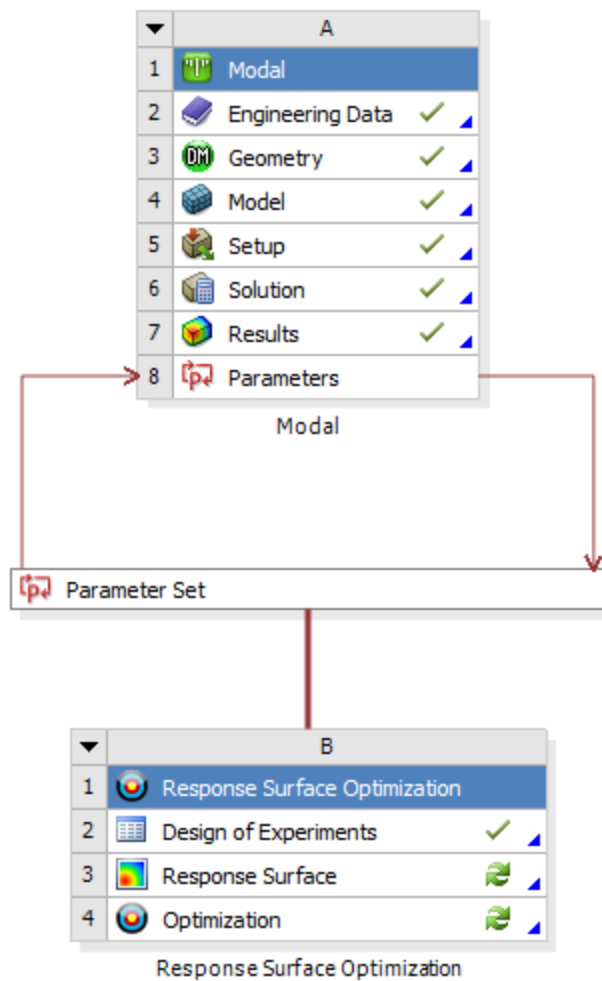 A
1 Modal
2 Engineering Data
3 DM Geometry
4 Model
5 Setup
6 Solution
7 Results
8 p Parameters
Modal
p Parameter Set
B
1 Response Surface Optimization
2 Design of Experiments
3 Response Surface
4 Optimization
Response Surface Optimization